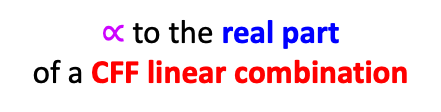 ∝ to the real part
of a CFF linear combination